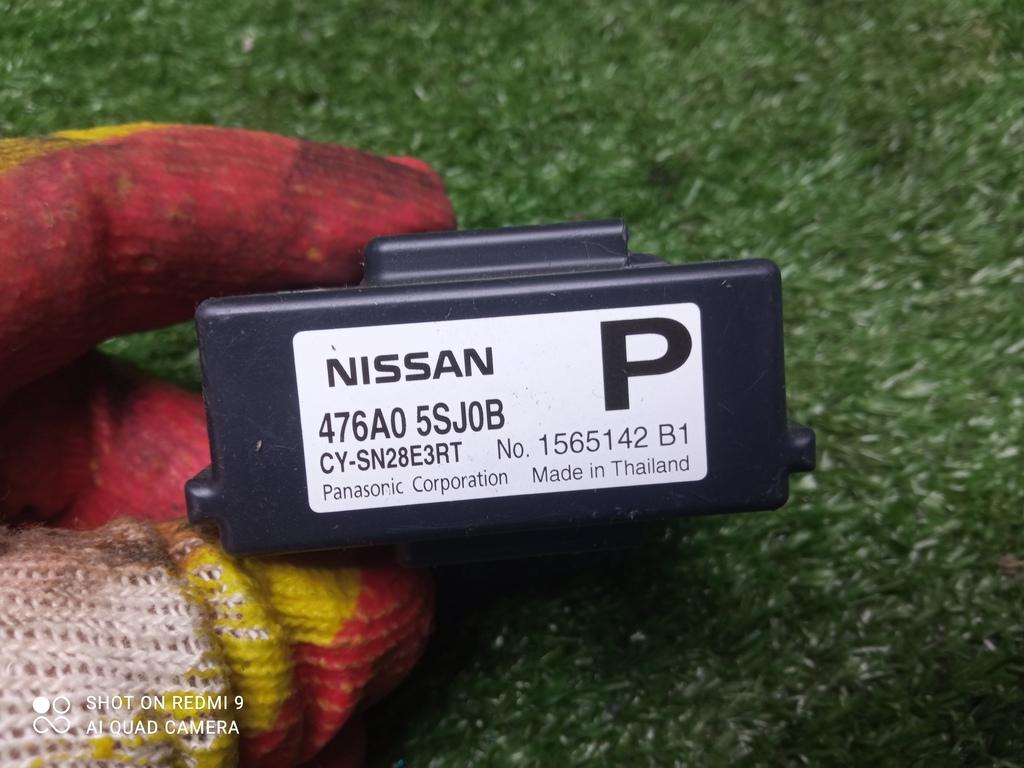 NISSAN
P
476A0 5SJ0B
CY-SN28E3RT No. 1565142 B1
Panasonic Corporation Made in Thailand
SHOT ON REDMI 9
AI QUAD CAMERA